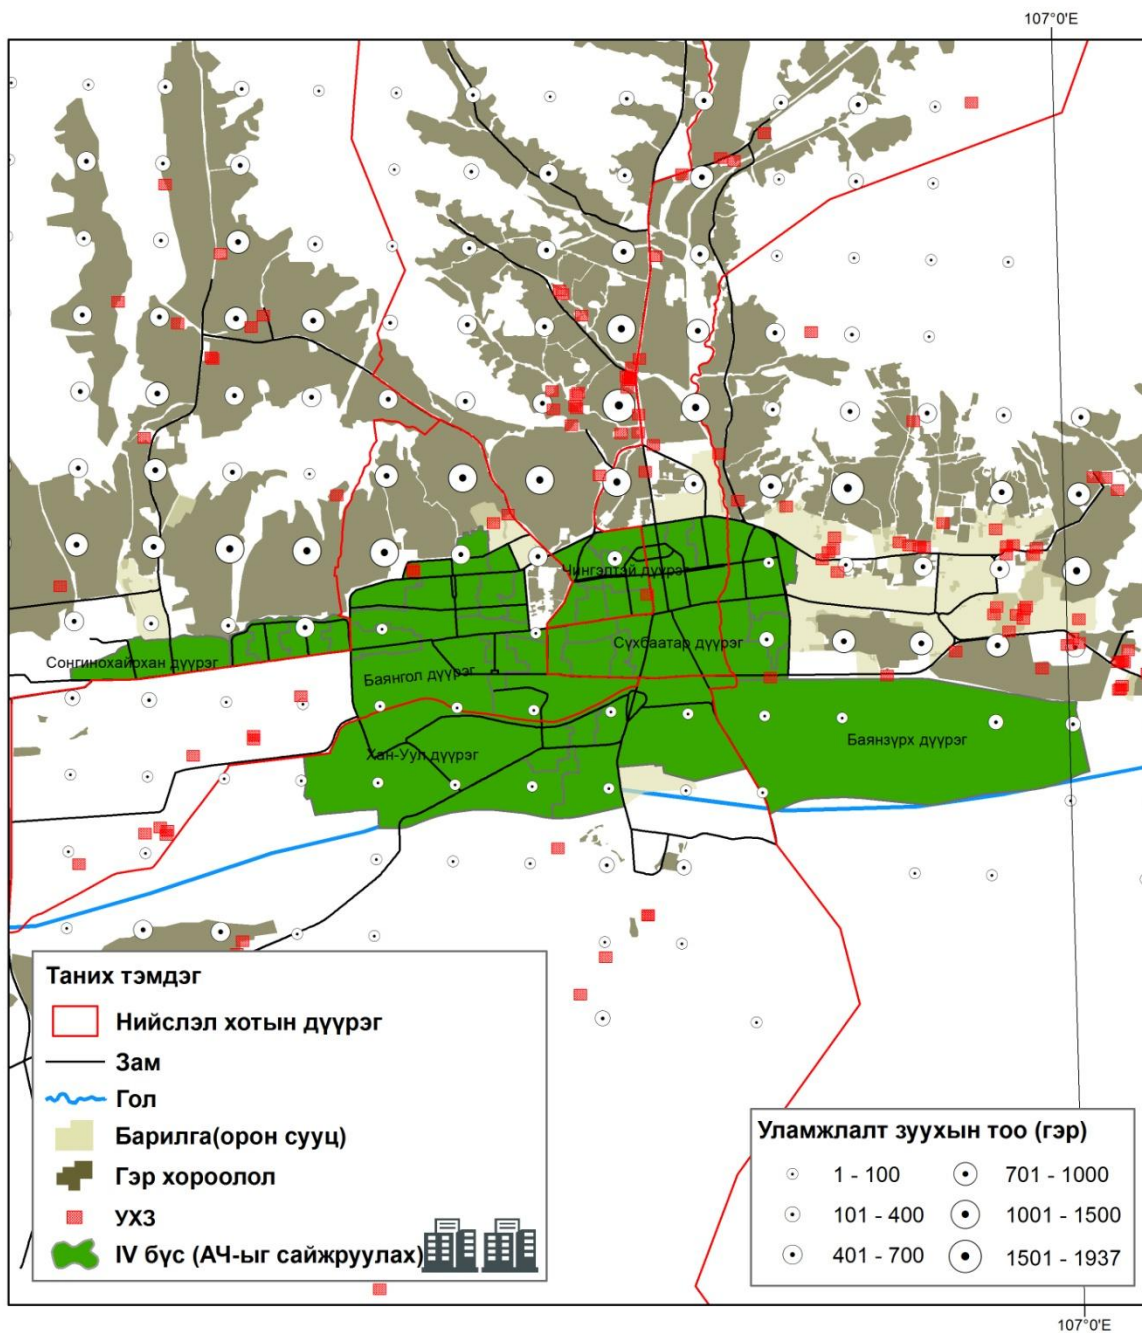 107°0'E
Чингэлтэй дүүрэг
Сүхбаатар дүүрэг
Сонгинохайрхан дүүрэг
Баянгол дүүрэг
Хан-Уул дүүрэг
Баянзүрх дүүрэг
Таних тэмдэг
Нийслэл хотын дүүрэг
Зам
Гол
Барилга(орон сууц)
Гэр хороолол
УХЗ
IV бүс (АЧ-ыг сайжруулах)
Уламжлалт зуухын тоо (гэр)
1 - 100
701 - 1000
101 - 400
1001 - 1500
401 - 700
1501 - 1937
107°0'E